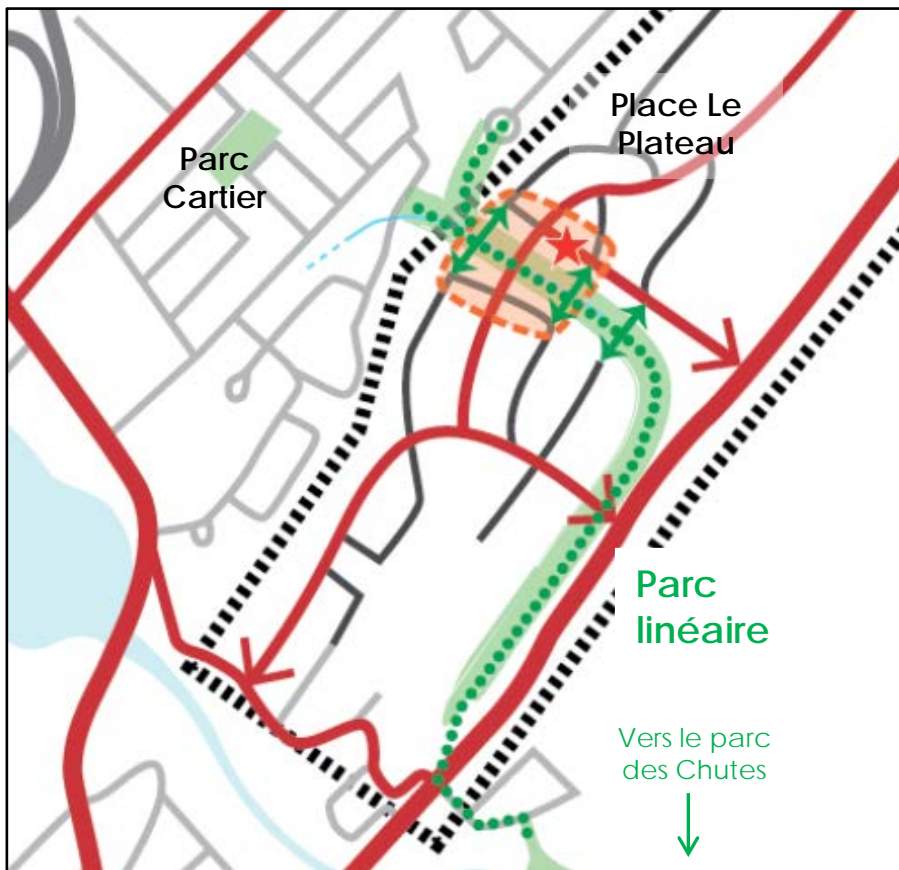 Place Le
Plateau
Parc
Cartier
Parc
linéaire
Vers le parc
des Chutes